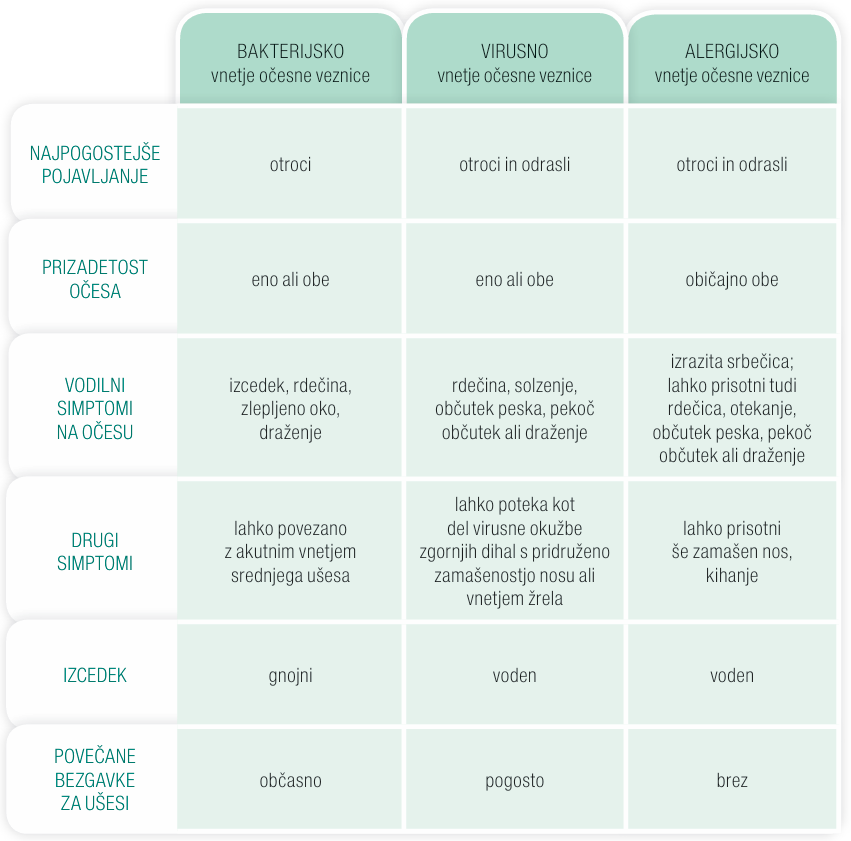 BAKTERIJSKO
vnetje očesne veznice
VIRUSNO
vnetje očesne veznice
ALERGIJSKO
vnetje očesne veznice
NAJPOGOSTEJŠE
POJAVLJANJE
otroci
otroci in odrasli
otroci in odrasli
PRIZADETOST
OČESA
eno ali obe
eno ali obe
običajno obe
VODILNI
SIMPTOMI
NA OČESU
izcedek, rdečina,
zlepljeno oko,
draženje
rdečina, solzenje,
občutek peska, pekoč
občutek ali draženje
izrazita srbečica;
lahko prisotni tudi
rdečica, otekanje,
občutek peska, pekoč
občutek ali draženje
DRUGI
SIMPTOMI
lahko povezano
z akutnim vnetjem
srednjega ušesa
lahko poteka kot
del virusne okužbe
zgornjih dihal s pridruženo
zamašenostjo nosu ali
vnetjem žrela
lahko prisotni
še zamašen nos,
kihanje
IZCEDEK
gnojni
voden
voden
POVEČANE
BEZGAVKE
ZA UŠESI
občasno
pogosto
brez